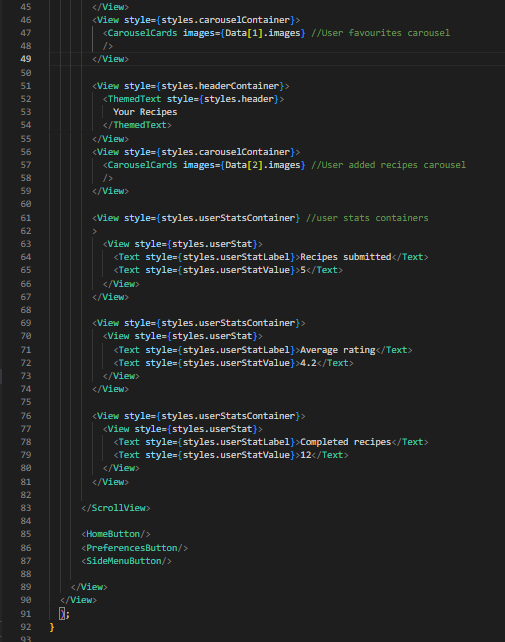 45 </View>
46 <View style={styles.carouselContainer}>
47 <CarouselCards images={Data[1].images} //User favourites carousel
48 />
49 </View>
50
51 <View style={styles.headerContainer}>
52 <ThemedText style={styles.header}>
53 Your Recipes
54 </ThemedText>
55 </View>
56 <View style={styles.carouselContainer}>
57 <CarouselCards images={Data[2].images} //User added recipes carousel
58 />
59 </View>
60
61 <View style={styles.userStatsContainer} //user stats containers
62 >
63 <View style={styles.userStat}>
64 <Text style={styles.userStatLabel}>Recipes submitted</Text>
65 <Text style={styles.userStatValue}>5</Text>
66 </View>
67 </View>
68
69 <View style={styles.userStatsContainer}>
70 <View style={styles.userStat}>
71 <Text style={styles.userStatLabel}>Average rating</Text>
72 <Text style={styles.userStatValue}>4.2</Text>
73 </View>
74 </View>
75
76 <View style={styles.userStatsContainer}>
77 <View style={styles.userStat}>
78 <Text style={styles.userStatLabel}>Completed recipes</Text>
79 <Text style={styles.userStatValue}>12</Text>
80 </View>
81 </View>
82
83 </ScrollView>
84
85 <HomeButton/>
86 <PreferencesButton/>
87 <SideMenuButton/>
88
89 </View>
90 </View>
91 );
92 }
93